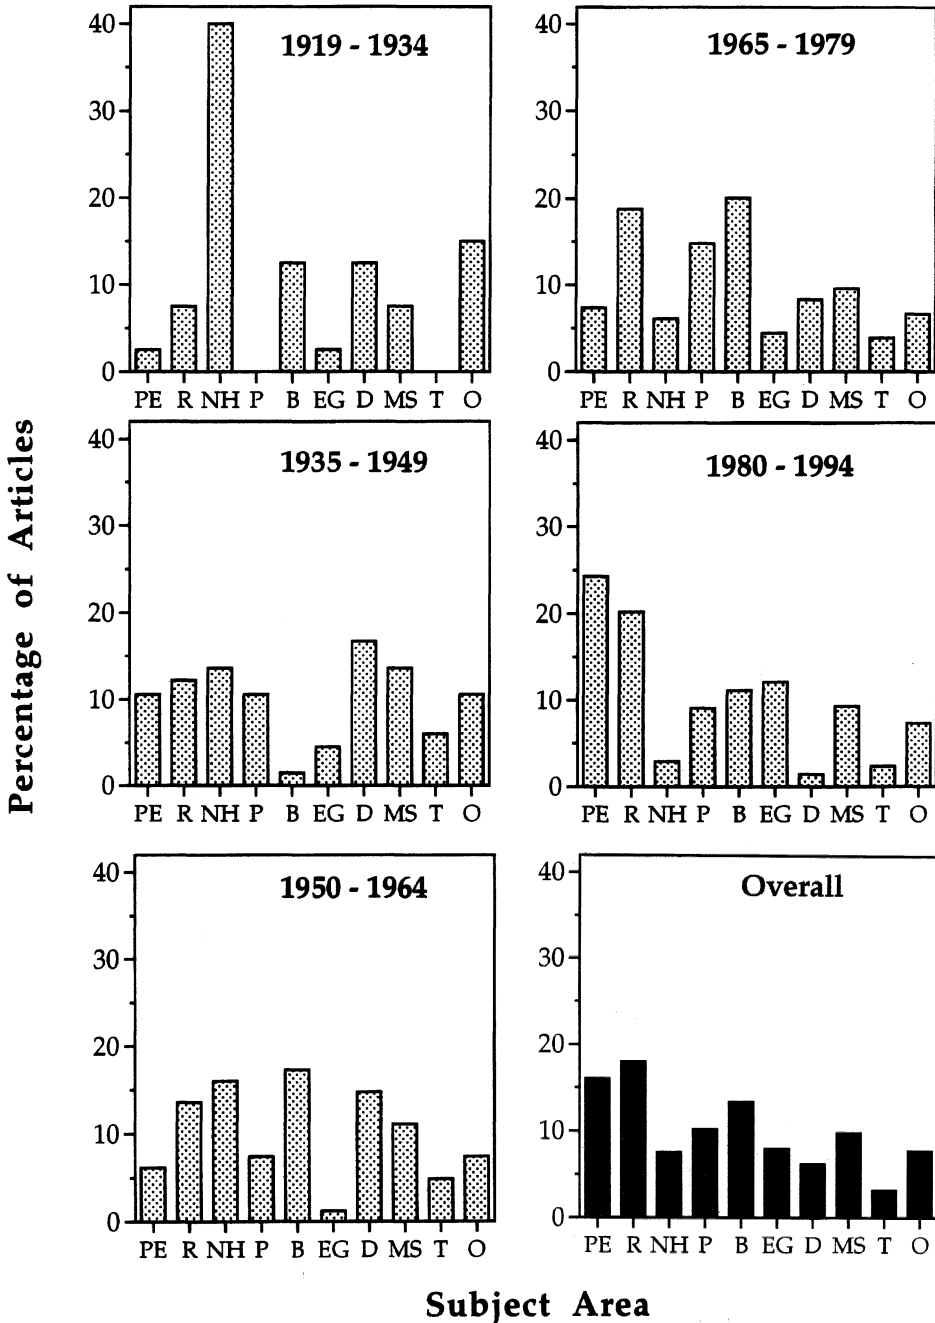 Percentage of Articles
1919 - 1934
40
30
20
10
0
PE R NH P B EG D MS T O
1965 - 1979
40
30
20
10
0
PE R NH P B EG D MS T O
1935 - 1949
40
30
20
10
0
PE R NH P B EG D MS T O
1980 - 1994
40
30
20
10
0
PE R NH P B EG D MS T O
1950 - 1964
40
30
20
10
0
PE R NH P B EG D MS T O
Overall
40
30
20
10
0
PE R NH P B EG D MS T O
Subject Area